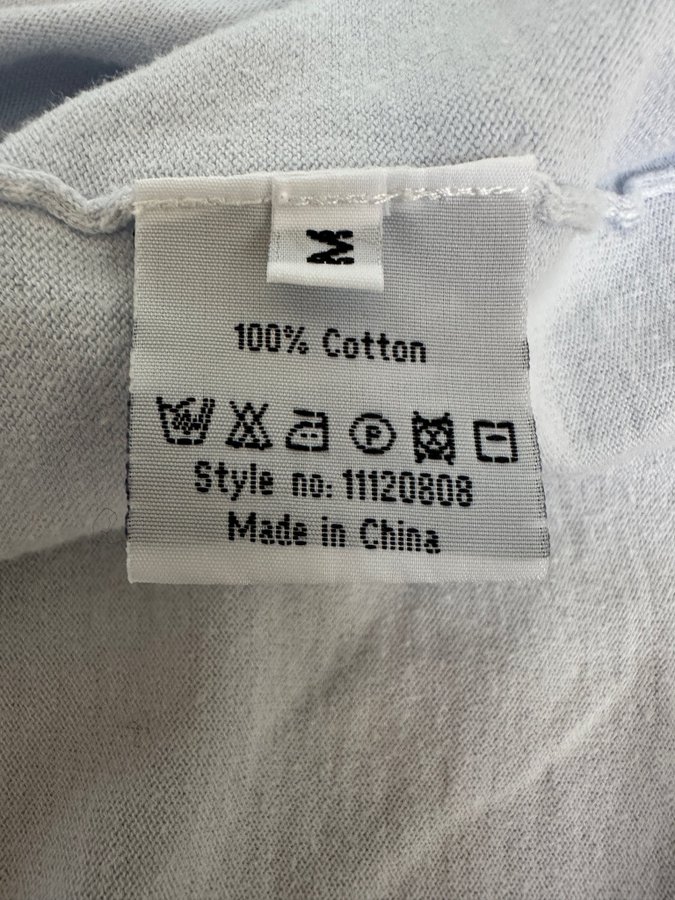 M
100% Cotton
P
Style no: 11120808
Made in China